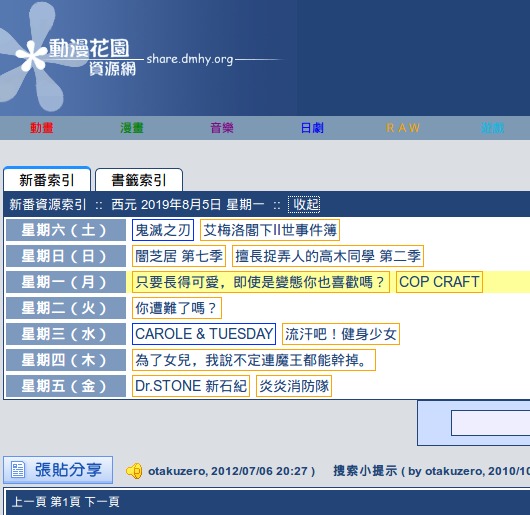 動漫花園
資源網
share.dmhy.org
動畫 漫畫 音樂 日劇 RAW 遊戲
新番索引 書籤索引
新番資源索引 :: 西元 2019年8月5日 星期一 :: 收起
星期六（土） 鬼滅之刃 艾梅洛閣下II世事件簿
星期日（日） 闇芝居 第七季 擅長捉弄人的高木同學 第二季
星期一（月） 只要長得可愛，即使是變態你也喜歡嗎？ COP CRAFT
星期二（火） 你遭難了嗎？
星期三（水） CAROLE & TUESDAY 流汗吧！健身少女
星期四（木） 為了女兒，我說不定連魔王都能幹掉。
星期五（金） Dr.STONE 新石紀 炎炎消防隊
張貼分享 otakuzero, 2012/07/06 20:27 ) 搜索小提示 ( by otakuzero, 2010/10
上一頁 第1頁 下一頁